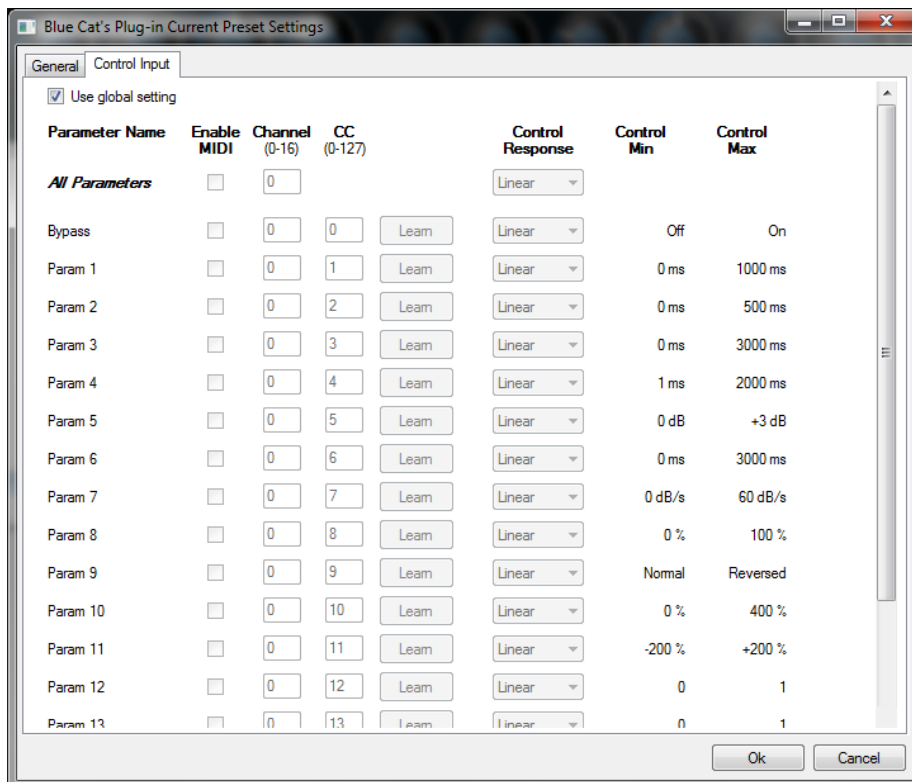 Blue Cat's Plug-in Current Preset Settings
General Control Input
Use global setting
Parameter Name Enable MIDI Channel (0-16) CC (0-127) Control Response Control Min Control Max
All Parameters 0 Linear
Bypass 0 0 Learn Linear Off On
Param 1 0 1 Learn Linear 0 ms 1000 ms
Param 2 0 2 Learn Linear 0 ms 500 ms
Param 3 0 3 Learn Linear 0 ms 3000 ms
Param 4 0 4 Learn Linear 1 ms 2000 ms
Param 5 0 5 Learn Linear 0 dB +3 dB
Param 6 0 6 Learn Linear 0 ms 3000 ms
Param 7 0 7 Learn Linear 0 dB/s 60 dB/s
Param 8 0 8 Learn Linear 0 % 100 %
Param 9 0 9 Learn Linear Normal Reversed
Param 10 0 10 Learn Linear 0 % 400 %
Param 11 0 11 Learn Linear -200 % +200 %
Param 12 0 12 Learn Linear 0 1
Param 13 0 13 Learn Linear 0 1
Ok Cancel